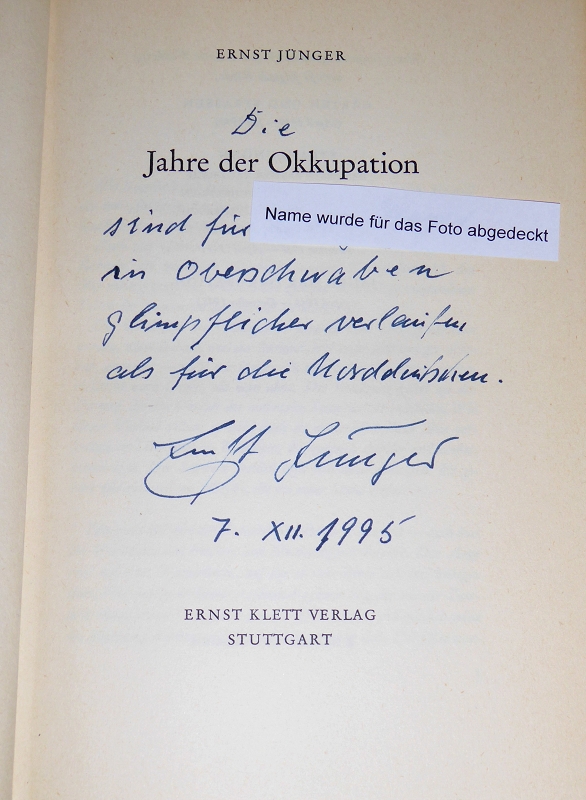 ERNST JÜNGER
Die
Jahre der Okkupation
sind für
Name wurde für das Foto abgedeckt
in Oberschwaben
glimpflicher verlaufen
als für die Norddeutschen.
Ernst Jünger
7. XII. 1995
ERNST KLETT VERLAG
STUTTGART